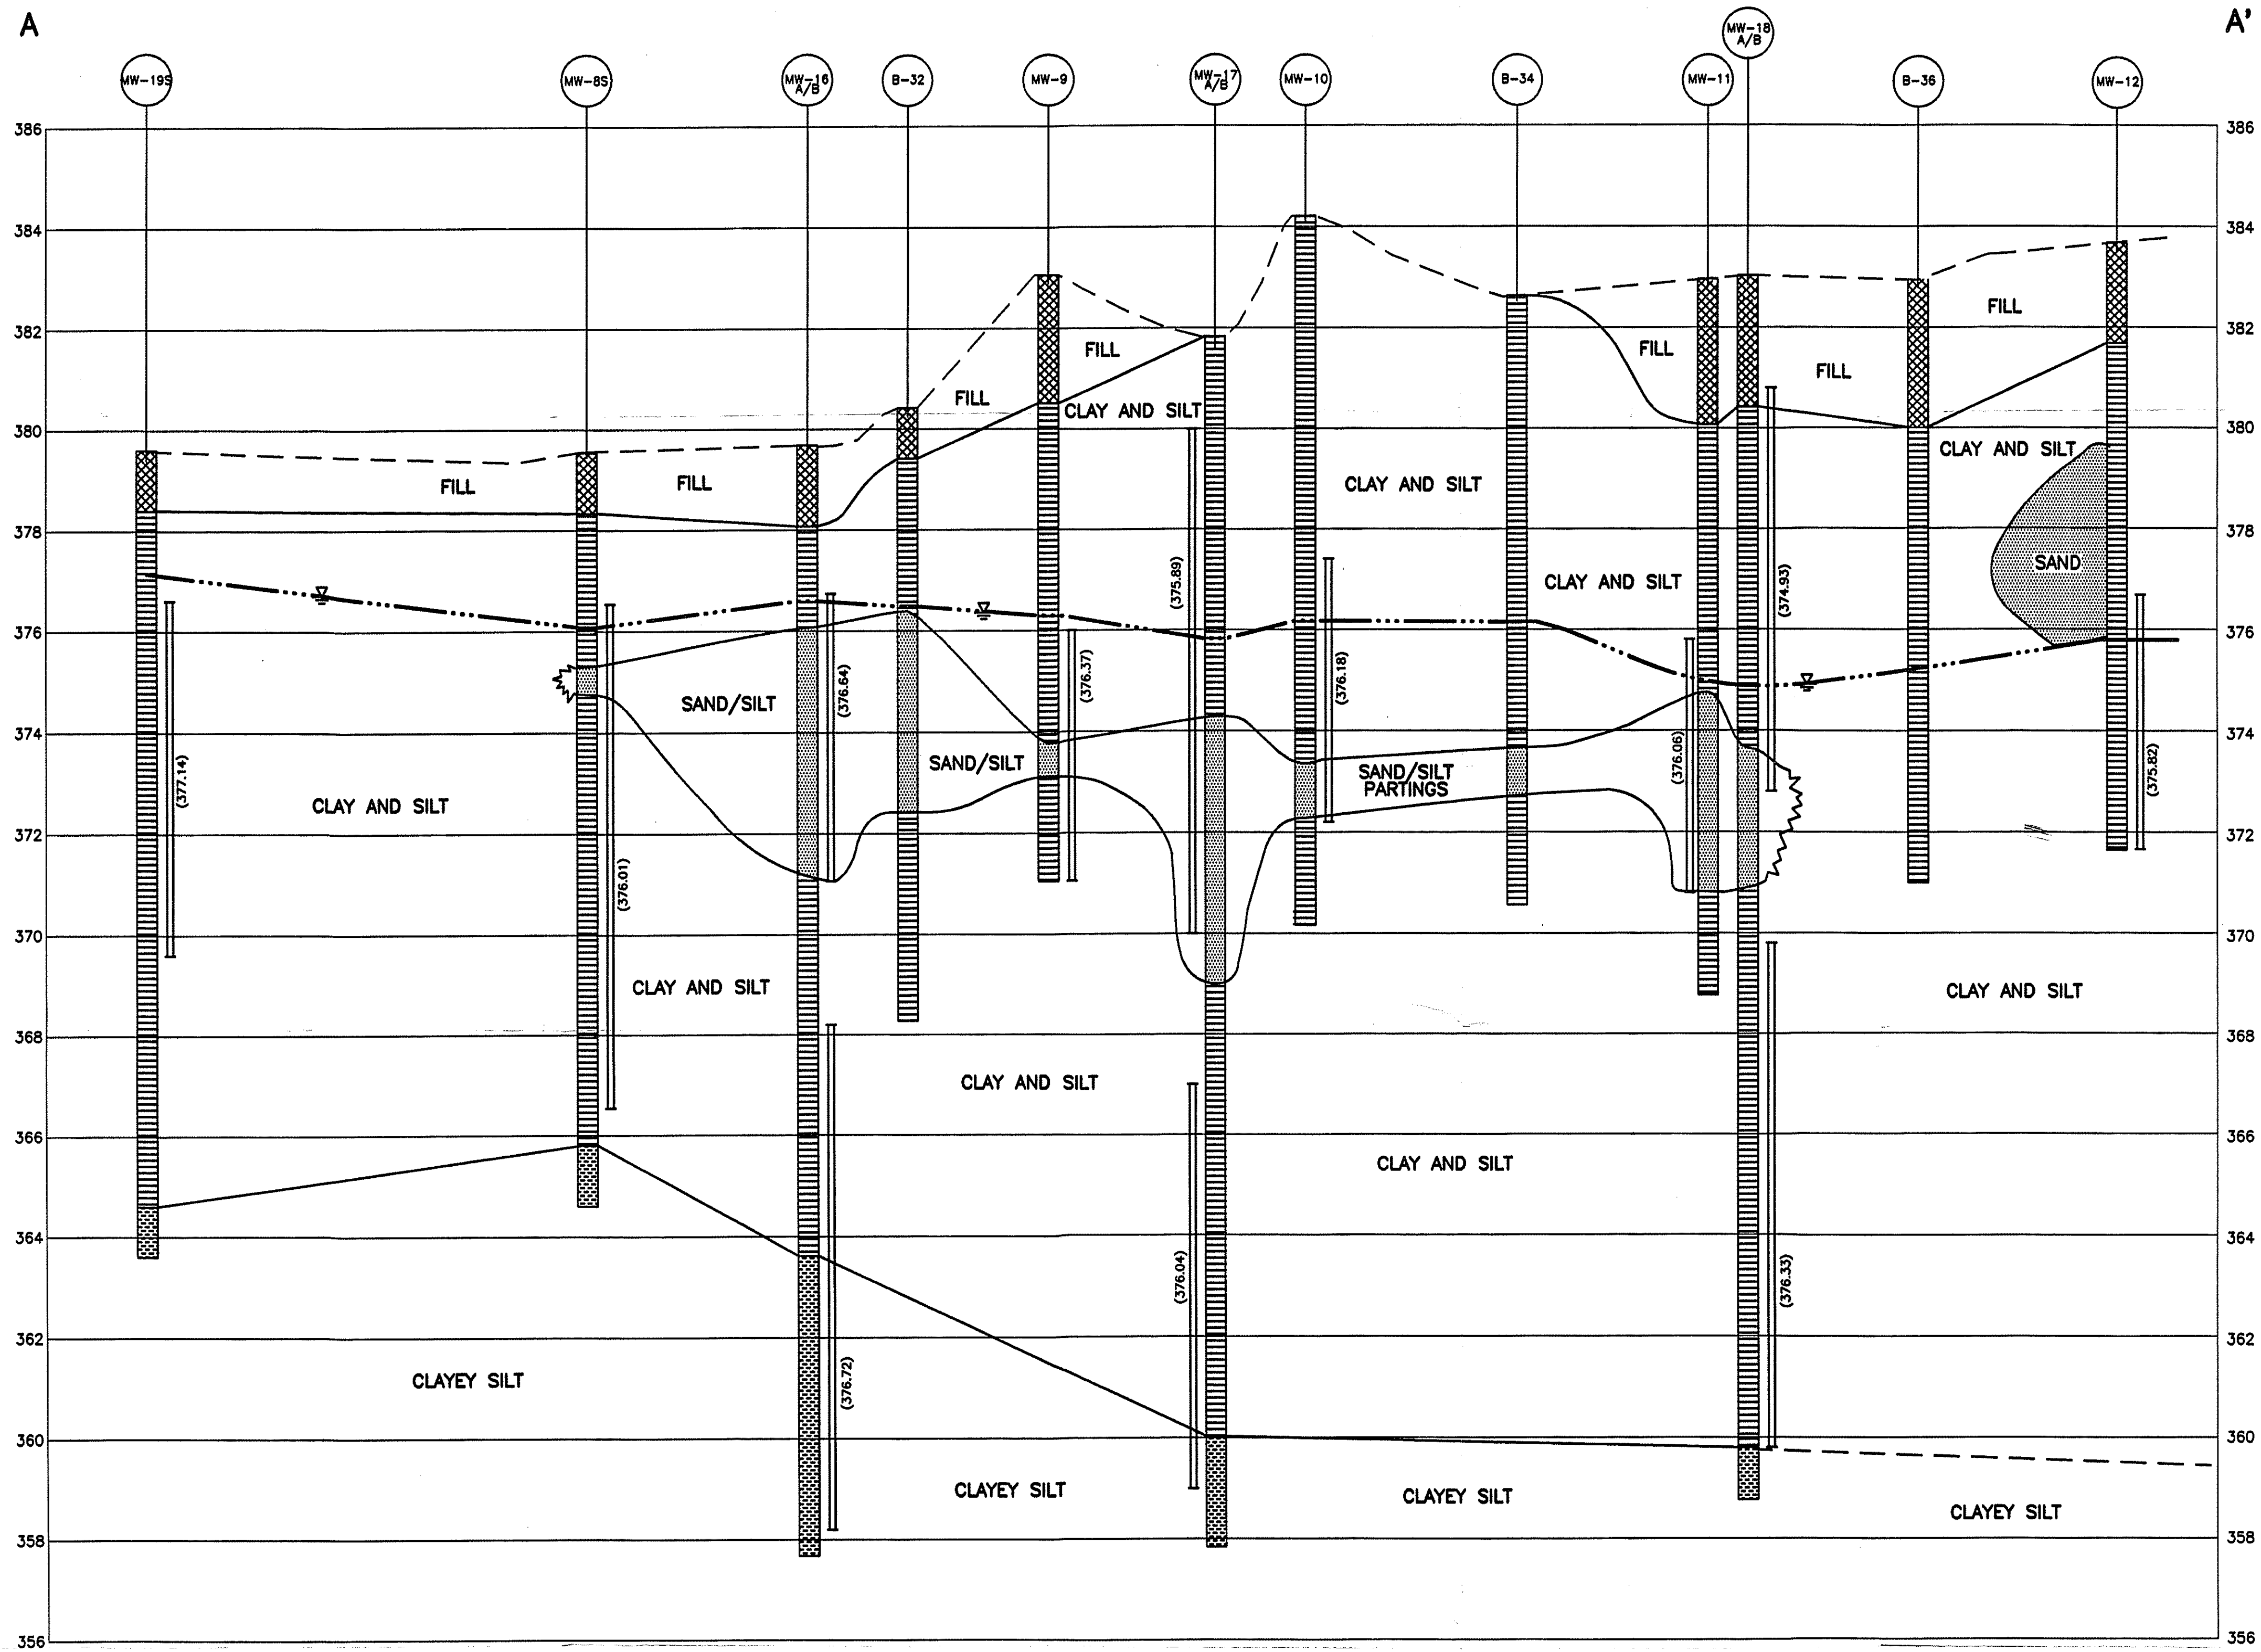 A
A'
MW-18
A/B
MW-19S
MW-8S
MW-16
A/B
B-32
MW-9
MW-17
A/B
MW-10
B-34
MW-11
B-36
MW-12
386
386
384
384
FILL
382
382
FILL
FILL
FILL
FILL
CLAY AND SILT
380
380
CLAY AND SILT
FILL
FILL
CLAY AND SILT
378
378
SAND
(375.89)
CLAY AND SILT
(374.93)
376
376
(376.64)
(376.37)
(376.18)
SAND/SILT
374
374
(377.14)
SAND/SILT
SAND/SILT
PARTINGS
(376.06)
(375.82)
CLAY AND SILT
372
372
(376.01)
370
370
CLAY AND SILT
CLAY AND SILT
368
368
CLAY AND SILT
366
366
CLAY AND SILT
364
364
(376.04)
(376.33)
362
362
CLAYEY SILT
(376.72)
360
360
CLAYEY SILT
CLAYEY SILT
CLAYEY SILT
358
358
356
356